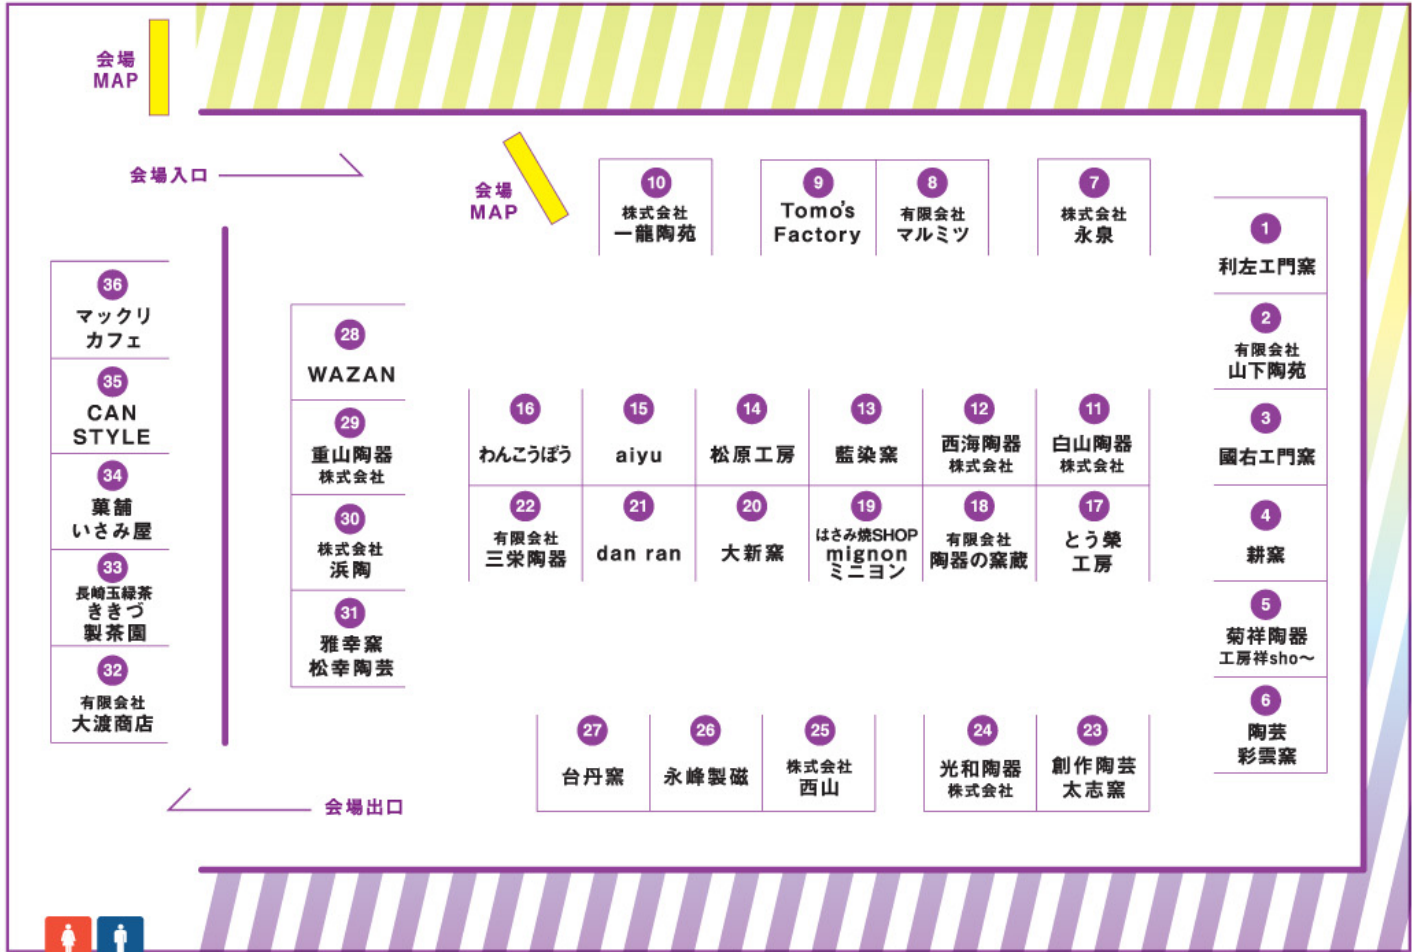 会場
MAP
会場入口
会場
MAP
10
株式会社
一龍陶苑
9
Tomo's
Factory
8
有限会社
マルミツ
7
株式会社
永泉
1
利左エ門窯
2
有限会社
山下陶苑
3
國右エ門窯
4
耕窯
5
菊祥陶器
工房祥sho～
6
陶芸
彩雲窯
36
マックリ
カフェ
35
CAN
STYLE
34
菓舗
いさみ屋
33
長崎玉緑茶
ききづ
製茶園
32
有限会社
大渡商店
28
WAZAN
29
重山陶器
株式会社
30
株式会社
浜陶
31
雅幸窯
松幸陶芸
16
わんこうぼう
15
aiyu
14
松原工房
13
藍染窯
12
西海陶器
株式会社
11
白山陶器
株式会社
22
有限会社
三栄陶器
21
dan ran
20
大新窯
19
はさみ焼SHOP
mignon
ミニヨン
18
有限会社
陶器の窯蔵
17
とう榮
工房
27
台丹窯
26
永峰製磁
25
株式会社
西山
24
光和陶器
株式会社
23
創作陶芸
太志窯
会場出口